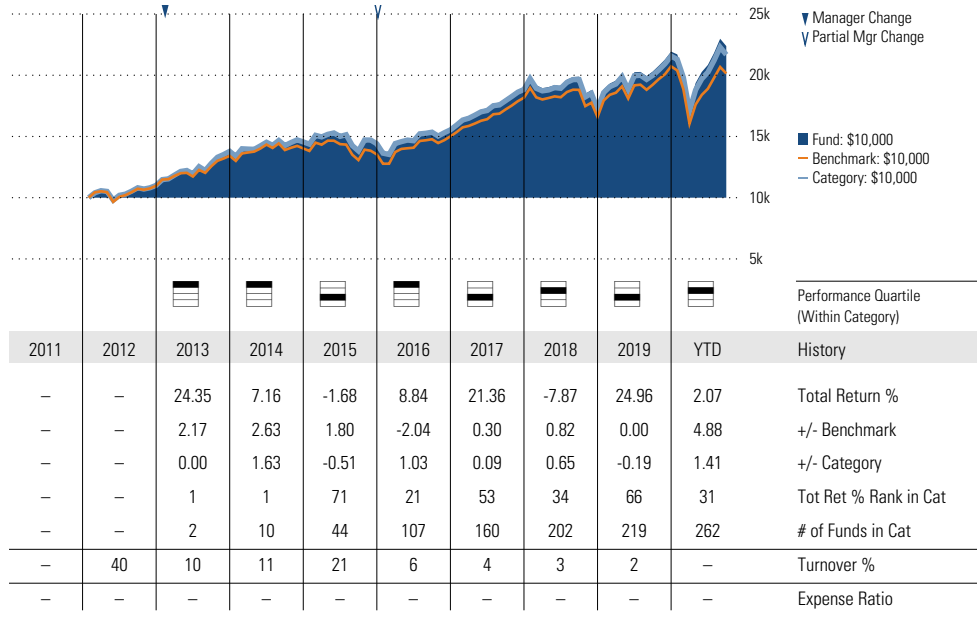 25k
Manager Change
Partial Mgr Change
20k
15k
Fund: $10,000
Benchmark: $10,000
Category: $10,000
10k
5k
Performance Quartile
(Within Category)
2011 2012 2013 2014 2015 2016 2017 2018 2019 YTD History
– – 24.35 7.16 -1.68 8.84 21.36 -7.87 24.96 2.07 Total Return %
– – 2.17 2.63 1.80 -2.04 0.30 0.82 0.00 4.88 +/- Benchmark
– – 0.00 1.63 -0.51 1.03 0.09 0.65 -0.19 1.41 +/- Category
– – 1 1 71 21 53 34 66 31 Tot Ret % Rank in Cat
– – 2 10 44 107 160 202 219 262 # of Funds in Cat
– 40 10 11 21 6 4 3 2 – Turnover %
– – – – – – – – – – Expense Ratio